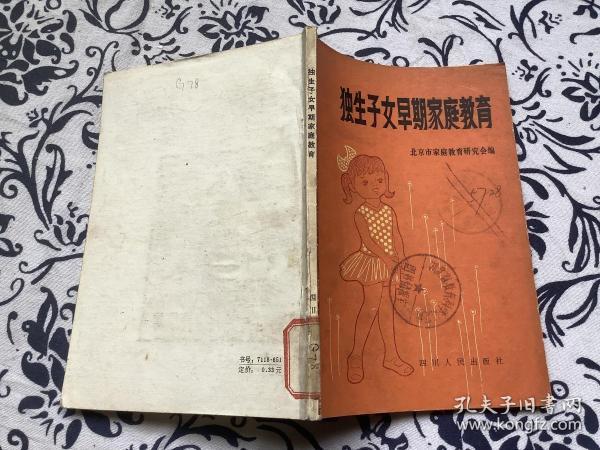 G78
独生子女早期家庭教育
四川
书号：7118·651
定价：0.33元
G78
独生子女早期家庭教育
北京市家庭教育研究会编
四川人民出版社
孔夫子旧书网
www.kongfz.com